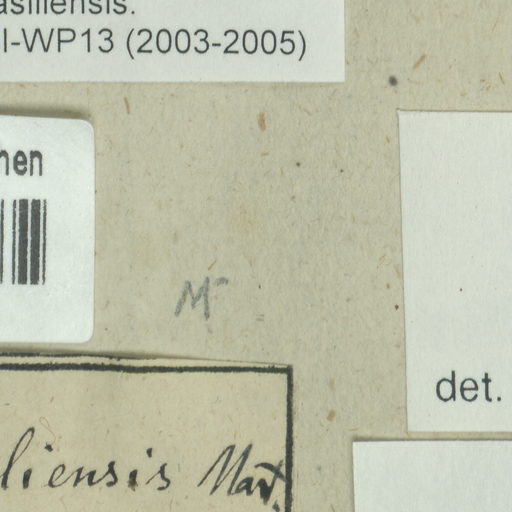 asiliensis.
I-WP13 (2003-2005)
hen
M
det.
liensis Mart.